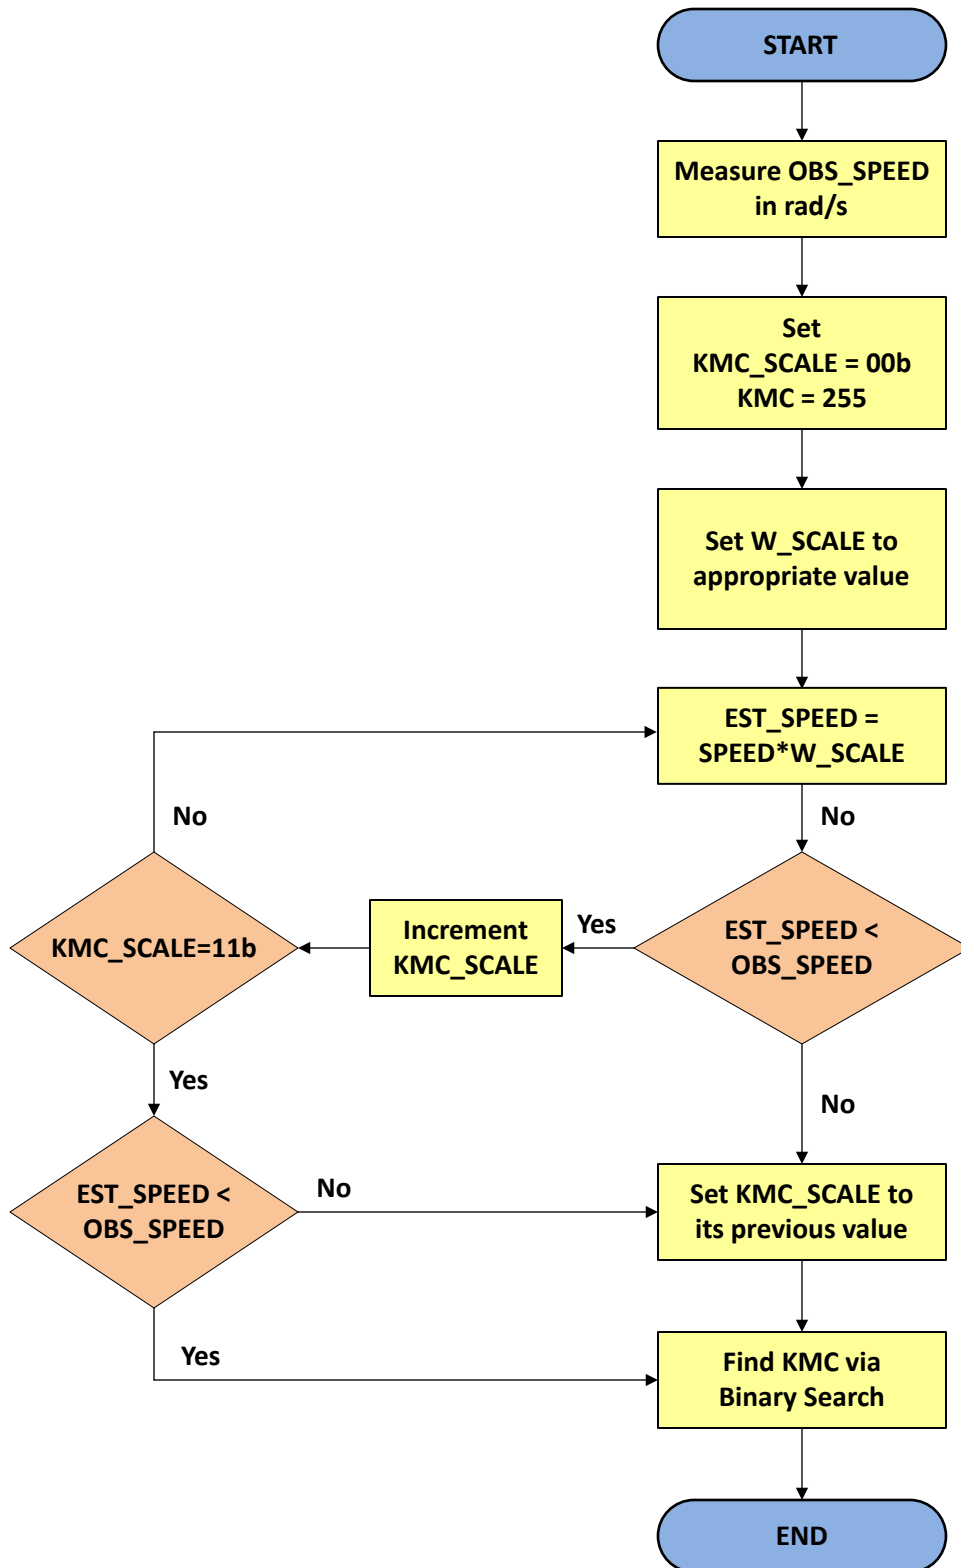 START
Measure OBS_SPEED
in rad/s
Set
KMC_SCALE = 00b
KMC = 255
Set W_SCALE to
appropriate value
EST_SPEED =
SPEED*W_SCALE
No
No
KMC_SCALE=11b
Increment
KMC_SCALE
Yes
EST_SPEED <
OBS_SPEED
Yes
No
EST_SPEED <
OBS_SPEED
No
Set KMC_SCALE to
its previous value
Yes
Find KMC via
Binary Search
END